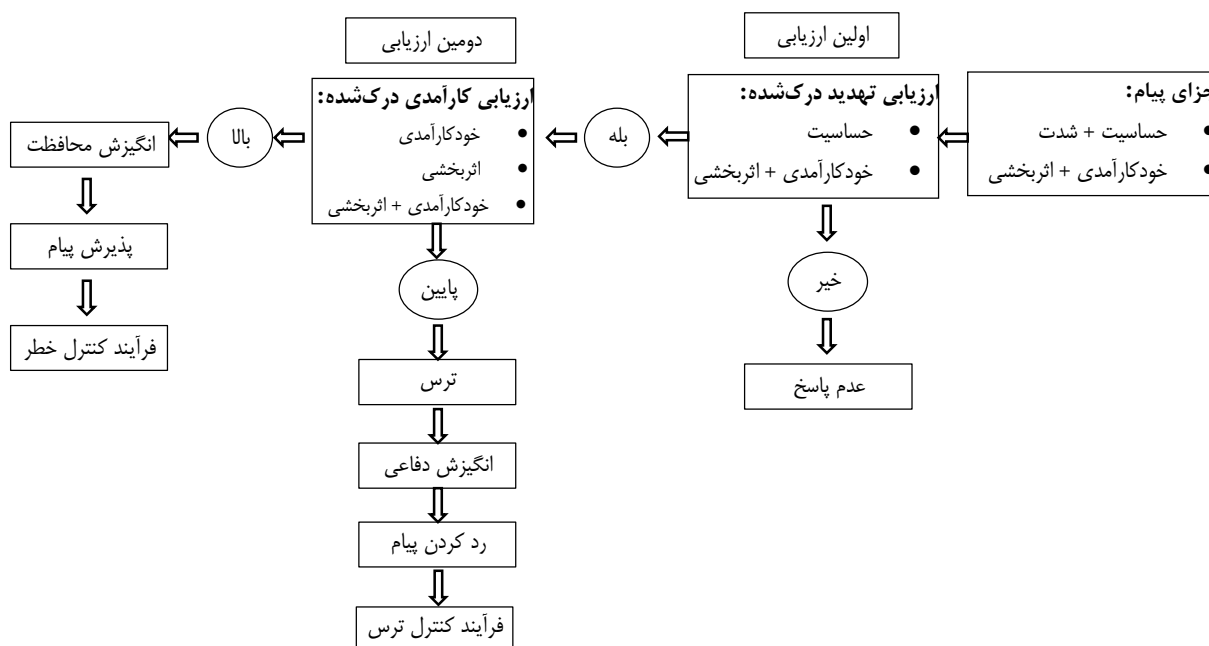 اولین ارزیابی
دومین ارزیابی
جزای پیام:
حساسیت + شدت
خودکارآمدی + اثربخشی
ارزیابی تهدید درک‌شده:
حساسیت
خودکارآمدی + اثربخشی
بله
ارزیابی کارآمدی درک‌شده:
خودکارآمدی
اثربخشی
خودکارآمدی + اثربخشی
بالا
انگیزش محافظت
پذیرش پیام
فرآیند کنترل خطر
خیر
عدم پاسخ
پایین
ترس
انگیزش دفاعی
رد کردن پیام
فرآیند کنترل ترس